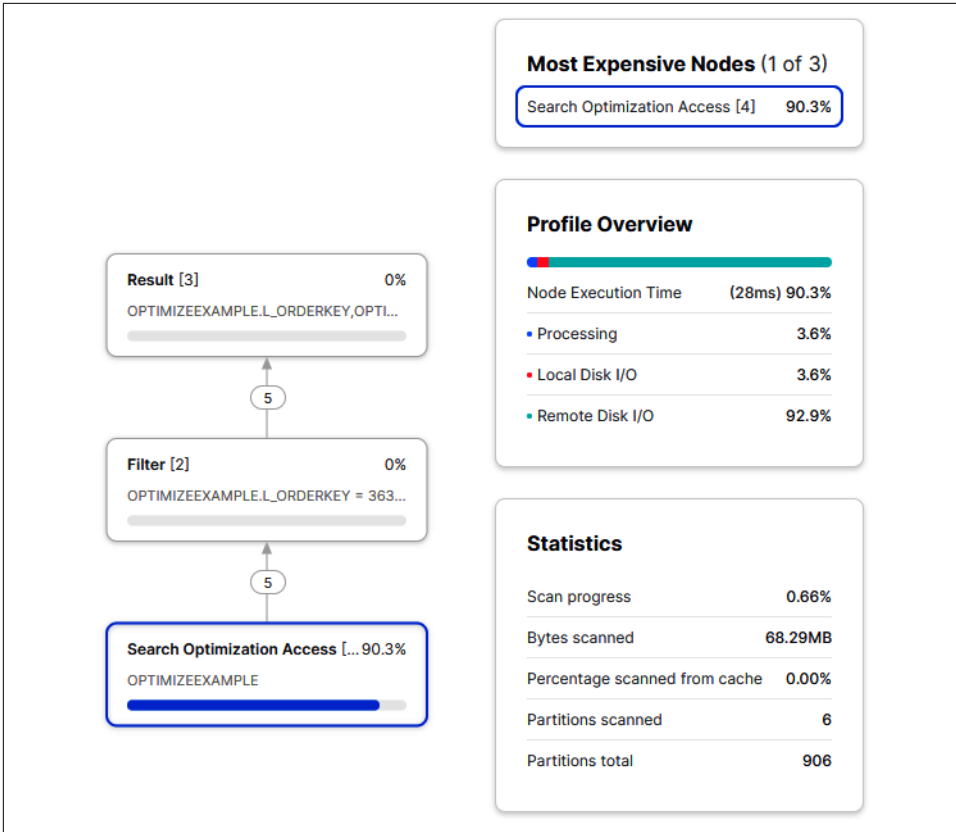 Most Expensive Nodes (1 of 3)
Search Optimization Access [4] 90.3%
Profile Overview
Node Execution Time (28ms) 90.3%
Processing 3.6%
Local Disk I/O 3.6%
Remote Disk I/O 92.9%
Statistics
Scan progress 0.66%
Bytes scanned 68.29MB
Percentage scanned from cache 0.00%
Partitions scanned 6
Partitions total 906
Result [3] 0%
OPTIMIZEEXAMPLE.L_ORDERKEY,OPTI...
5
Filter [2] 0%
OPTIMIZEEXAMPLE.L_ORDERKEY = 363...
5
Search Optimization Access [... 90.3%
OPTIMIZEEXAMPLE